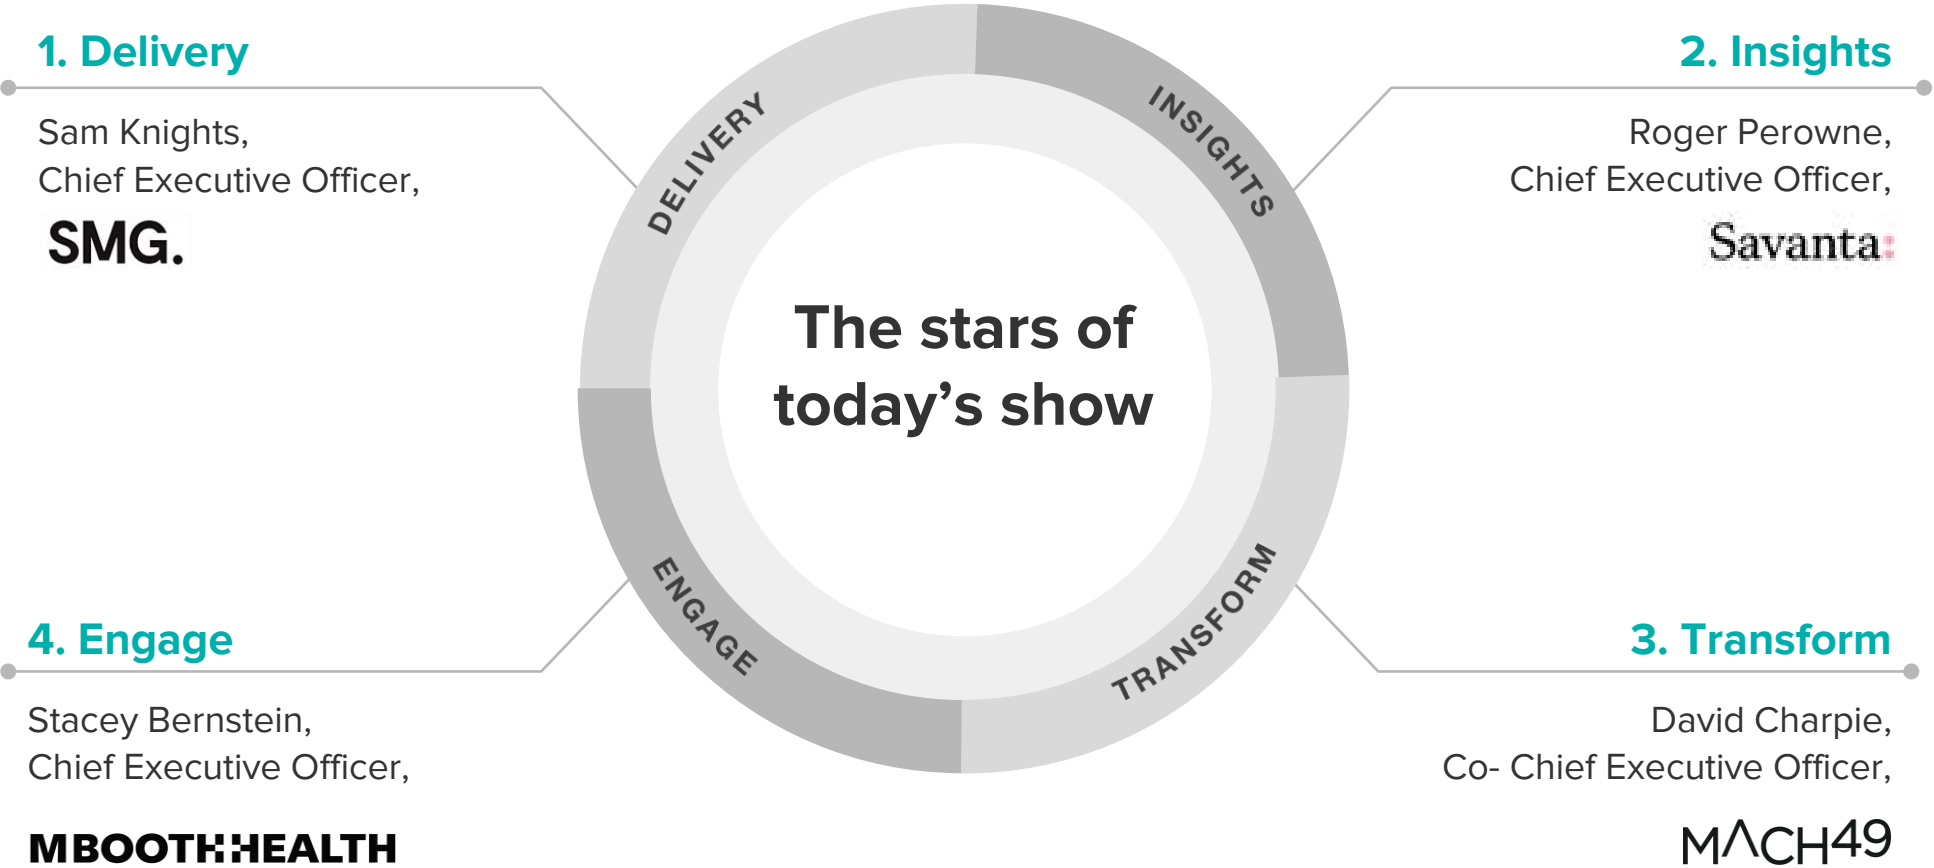 1. Delivery
Sam Knights,
Chief Executive Officer,
SMG.
2. Insights
Roger Perowne,
Chief Executive Officer,
Savanta:
DELIVERY
INSIGHTS
The stars of
today’s show
ENGAGE
TRANSFORM
4. Engage
Stacey Bernstein,
Chief Executive Officer,
MBOOTH HEALTH
3. Transform
David Charpie,
Co- Chief Executive Officer,
MACH49